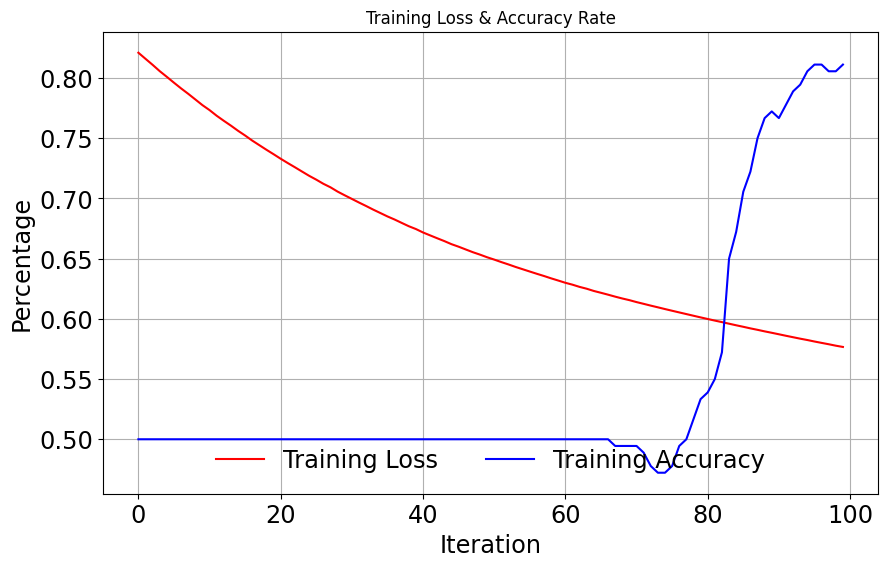 Training Loss & Accuracy Rate
Percentage
0.80
0.75
0.70
0.65
0.60
0.55
0.50
Training Loss
Training Accuracy
0 20 40 60 80 100
Iteration